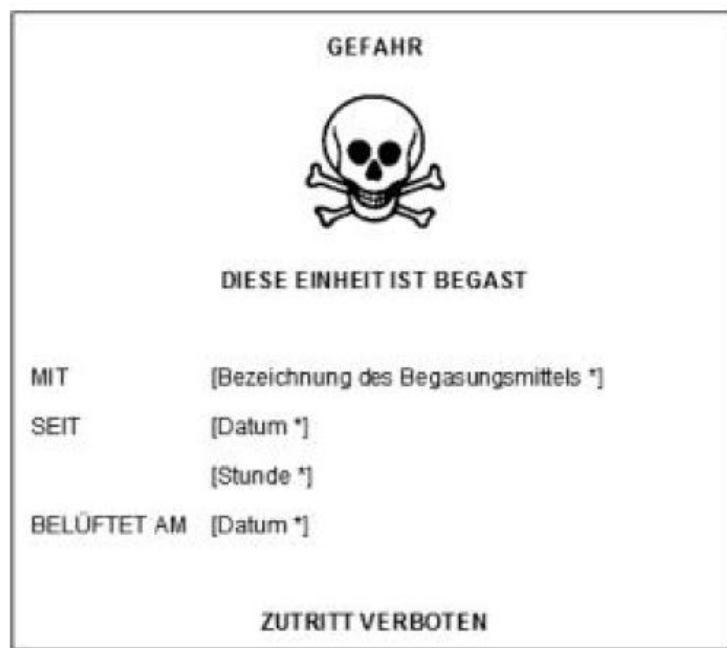 GEFAHR
DIESE EINHEIT IST BEGAST
MIT [Bezeichnung des Begasungsmittels *]
SEIT [Datum *]
[Stunde *]
BELÜFTET AM [Datum *]
ZUTRITT VERBOTEN